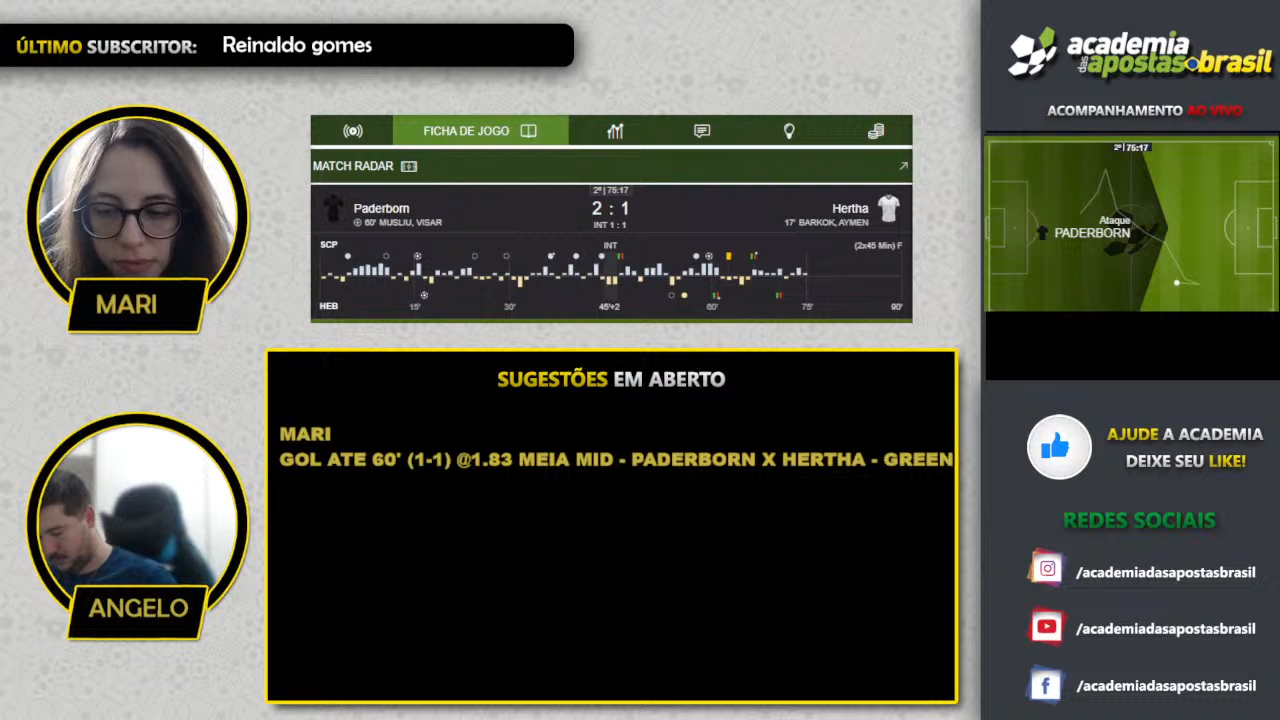 ÚLTIMO SUBSCRITOR: Reinaldo gomes
academia
das apostas brasil
ACOMPANHAMENTO AO VIVO
MARI
FICHA DE JOGO
MATCH RADAR
2º | 75:17
Paderborn 2 : 1 Hertha
60' MUSLIU, VISAR INT 1 : 1 17' BARKOK, AYMEN
SCP INT (2x45 Min) F
HEB 15' 30' 45'+2 60' 75' 90'
2º | 75:17
Ataque
PADERBORN
SUGESTÕES EM ABERTO
MARI
GOL ATE 60' (1-1) @1.83 MEIA MID - PADERBORN X HERTHA - GREEN
ANGELO
AJUDE A ACADEMIA
DEIXE SEU LIKE!
REDES SOCIAIS
/academiadasapostasbrasil
/academiadasapostasbrasil
/academiadasapostasbrasil